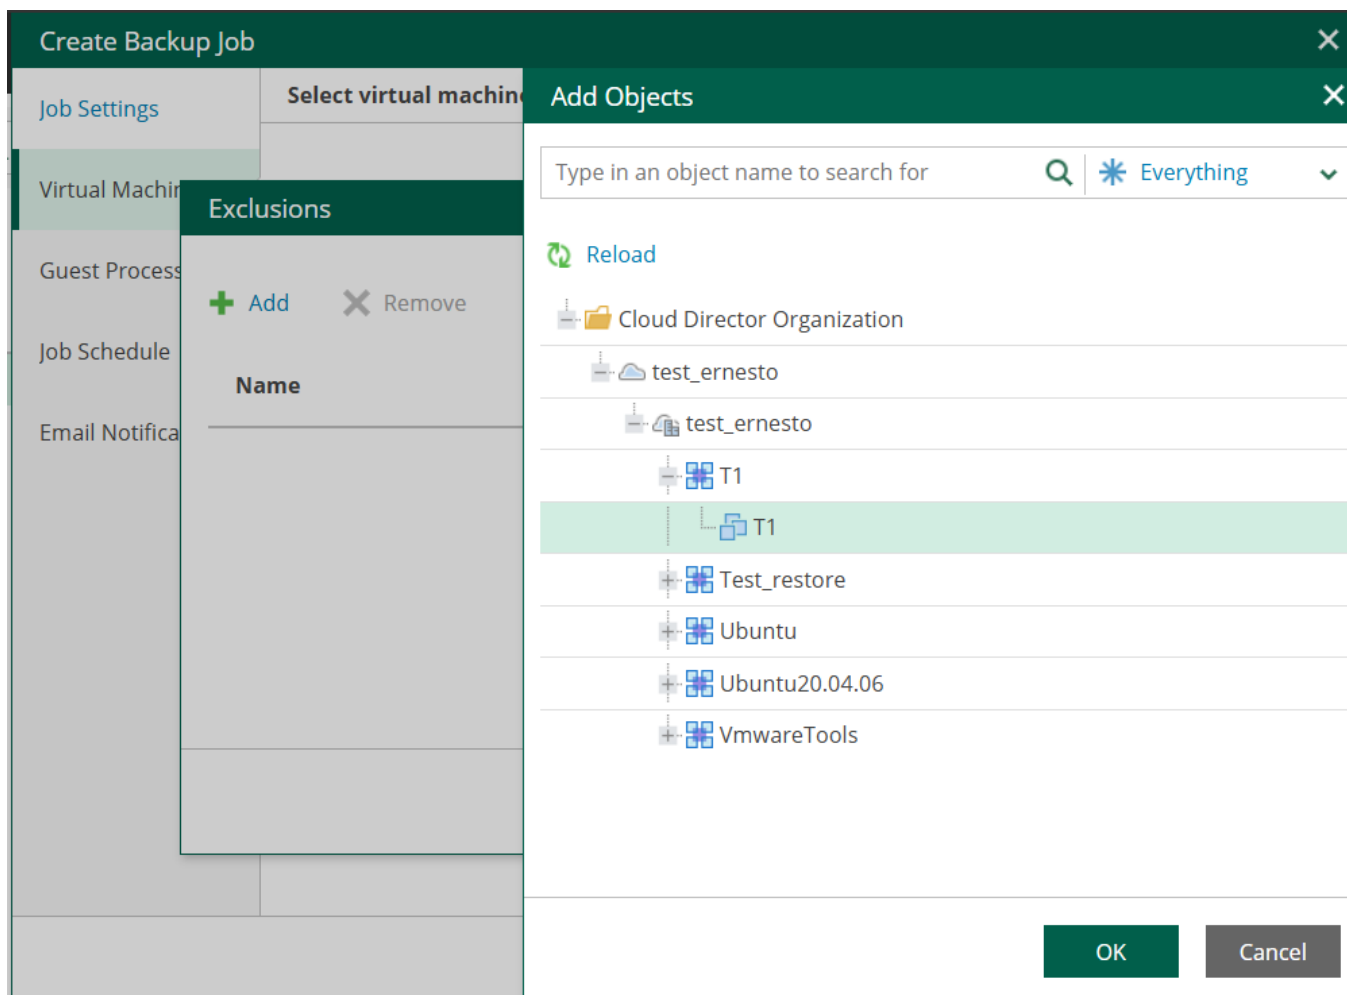 Create Backup Job
Job Settings
Virtual Machin
Guest Process
Job Schedule
Email Notifica
Select virtual machin
Exclusions
Add
Remove
Name
Add Objects
Type in an object name to search for
Everything
Reload
Cloud Director Organization
test_ernesto
test_ernesto
T1
T1
Test_restore
Ubuntu
Ubuntu20.04.06
VmwareTools
OK
Cancel